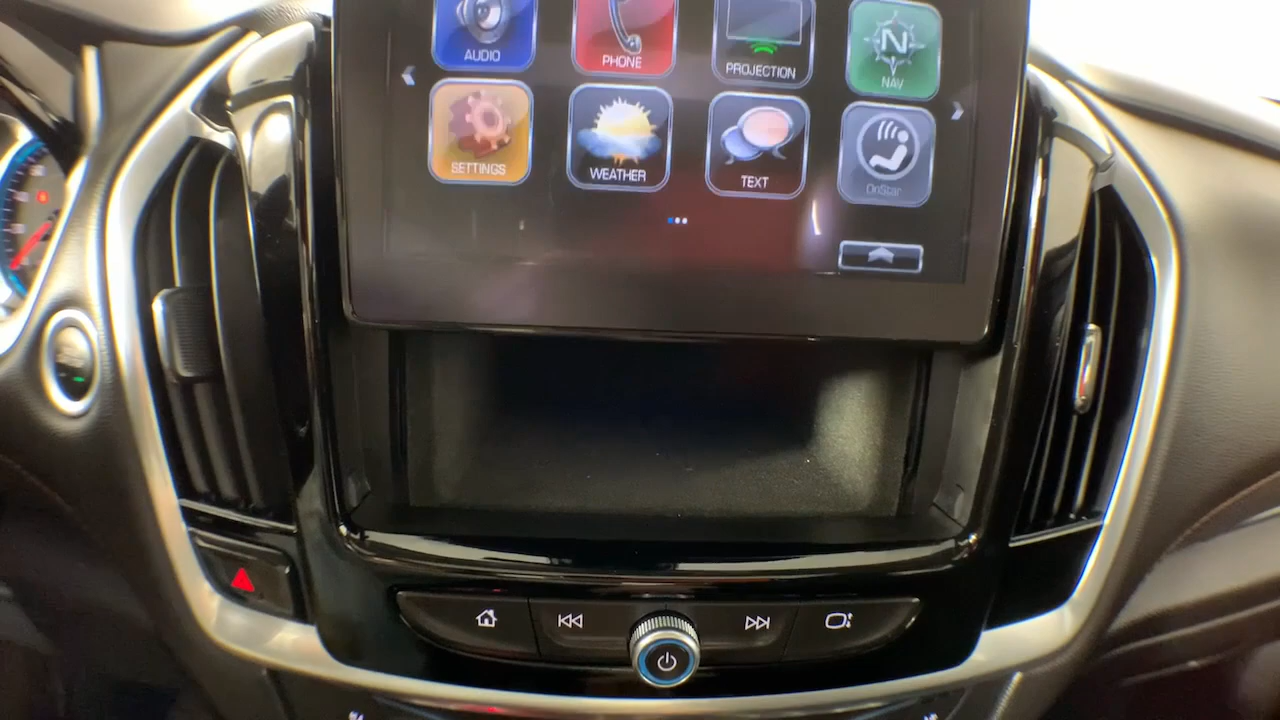 AUDIO
PHONE
PROJECTION
N
NAV
SETTINGS
WEATHER
TEXT
OnStar